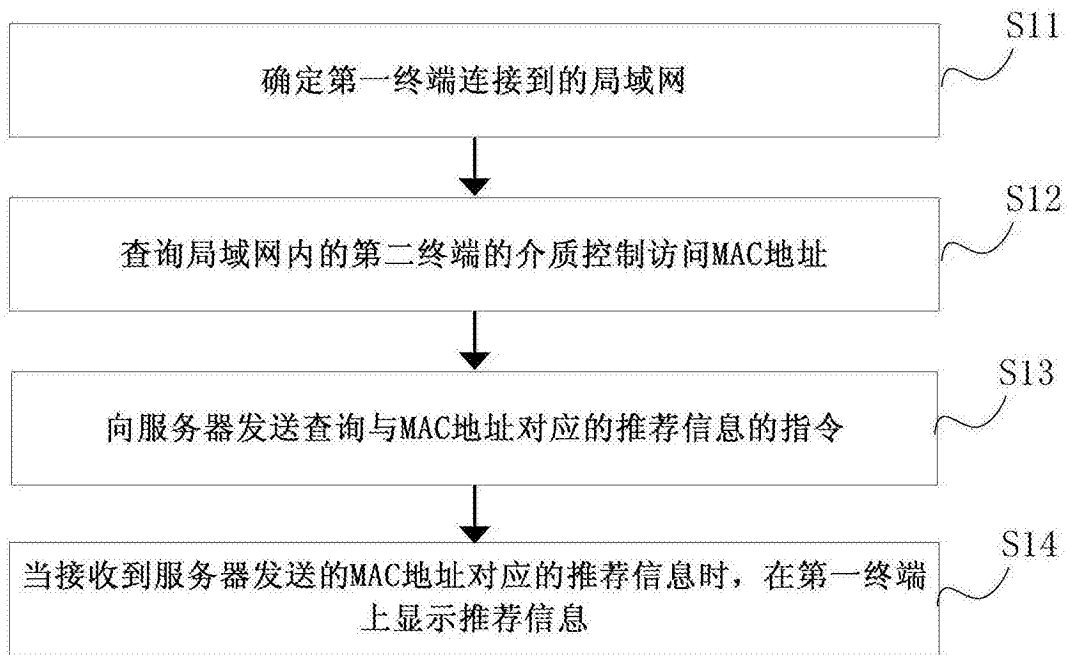 S11
确定第一终端连接到的局域网
S12
查询局域网内的第二终端的介质控制访问MAC地址
S13
向服务器发送查询与MAC地址对应的推荐信息的指令
S14
当接收到服务器发送的MAC地址对应的推荐信息时，在第一终端
上显示推荐信息